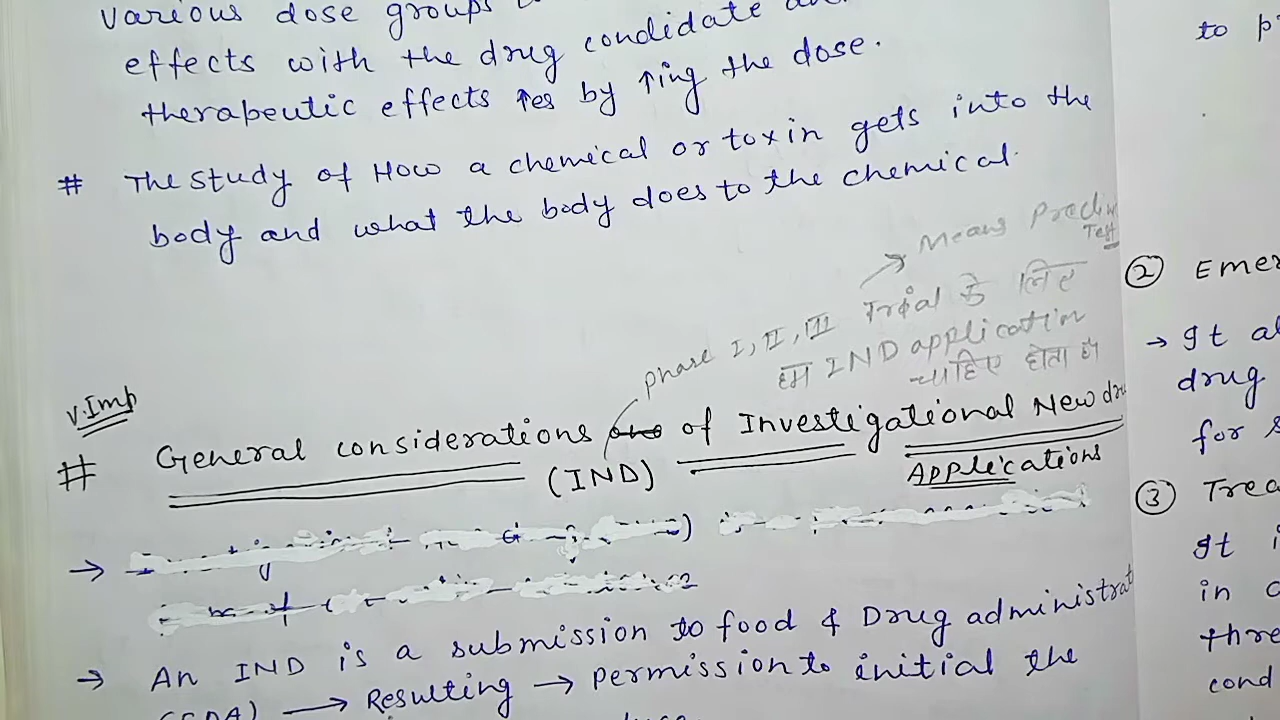 various dose groups
effects with the drug condidate
therapeutic effects ↑es by ↑ing the dose.
# The study of How a chemical or toxin gets into the
body and what the body does to the chemical.
→ Means Preclin
Test
phase I, II, III Trial के लिए
हम IND application
चाहिए होता है
V.Imp
# General considerations of Investigational New dru
(IND) Applications
→ An IND is a submission to food & Drug administrat
→ Resulting → permission to initial the
to p
② Emer
→ It al
drug
for s
③ Trea
It i
in c
thre
cond